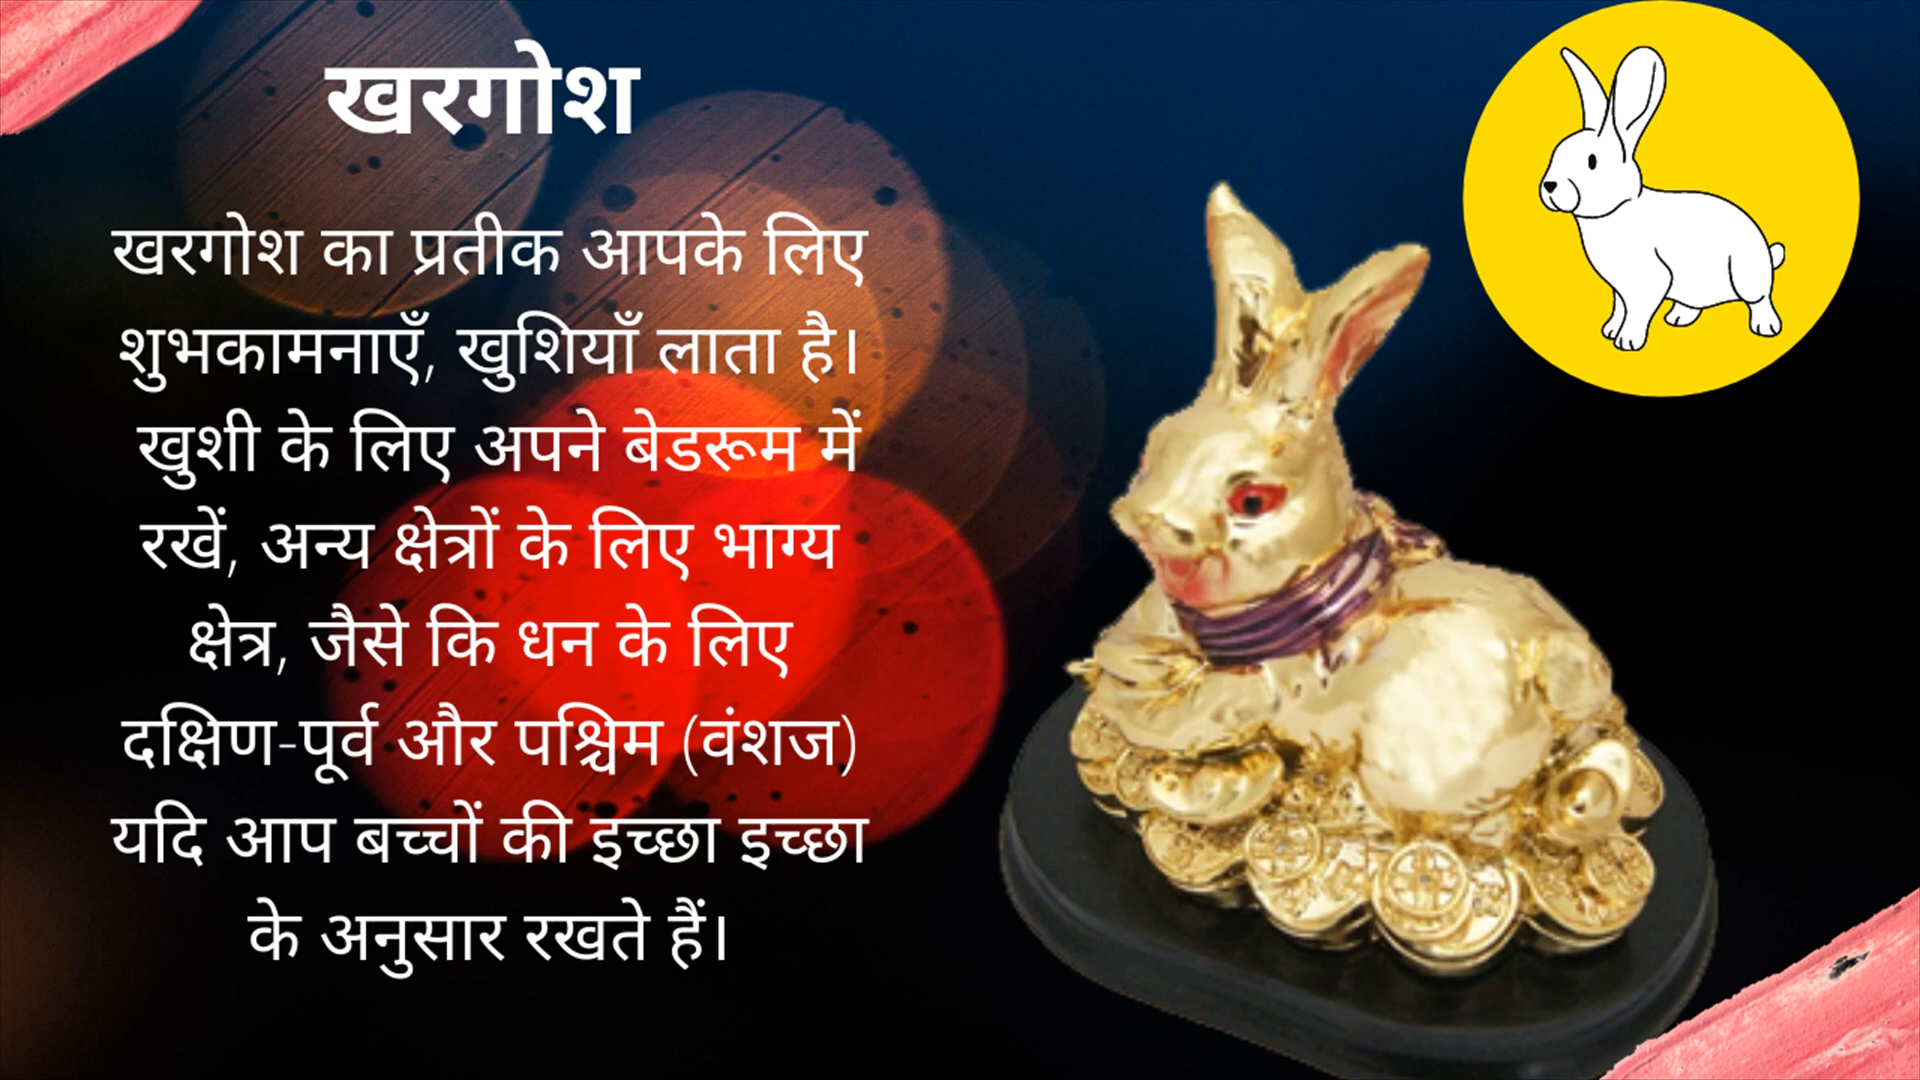 खरगोश
खरगोश का प्रतीक आपके लिए
शुभकामनाएँ, खुशियाँ लाता है।
खुशी के लिए अपने बेडरूम में
रखें, अन्य क्षेत्रों के लिए भाग्य
क्षेत्र, जैसे कि धन के लिए
दक्षिण-पूर्व और पश्चिम (वंशज)
यदि आप बच्चों की इच्छा इच्छा
के अनुसार रखते हैं।